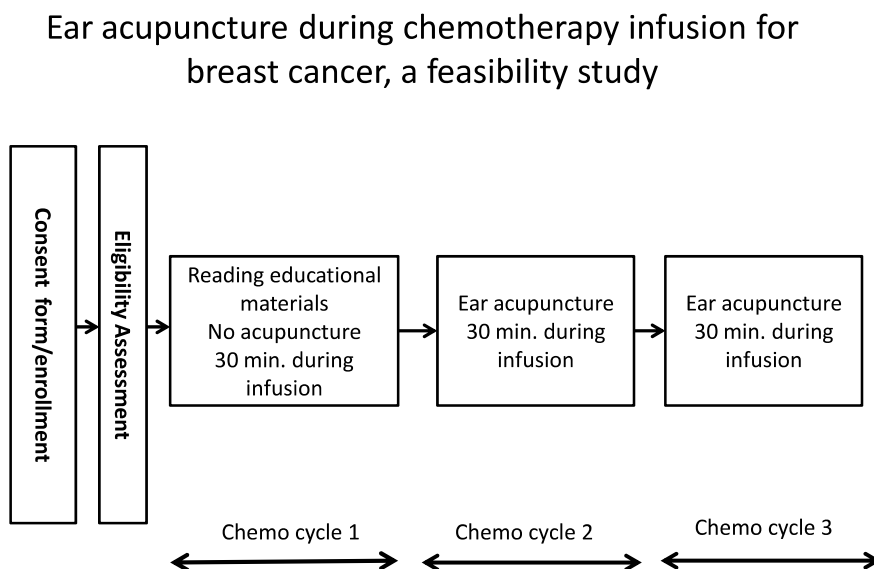 Ear acupuncture during chemotherapy infusion for
breast cancer, a feasibility study
Consent form/enrollment
Eligibility Assessment
Reading educational
materials
No acupuncture
30 min. during
infusion
Ear acupuncture
30 min. during
infusion
Ear acupuncture
30 min. during
infusion
Chemo cycle 1
Chemo cycle 2
Chemo cycle 3